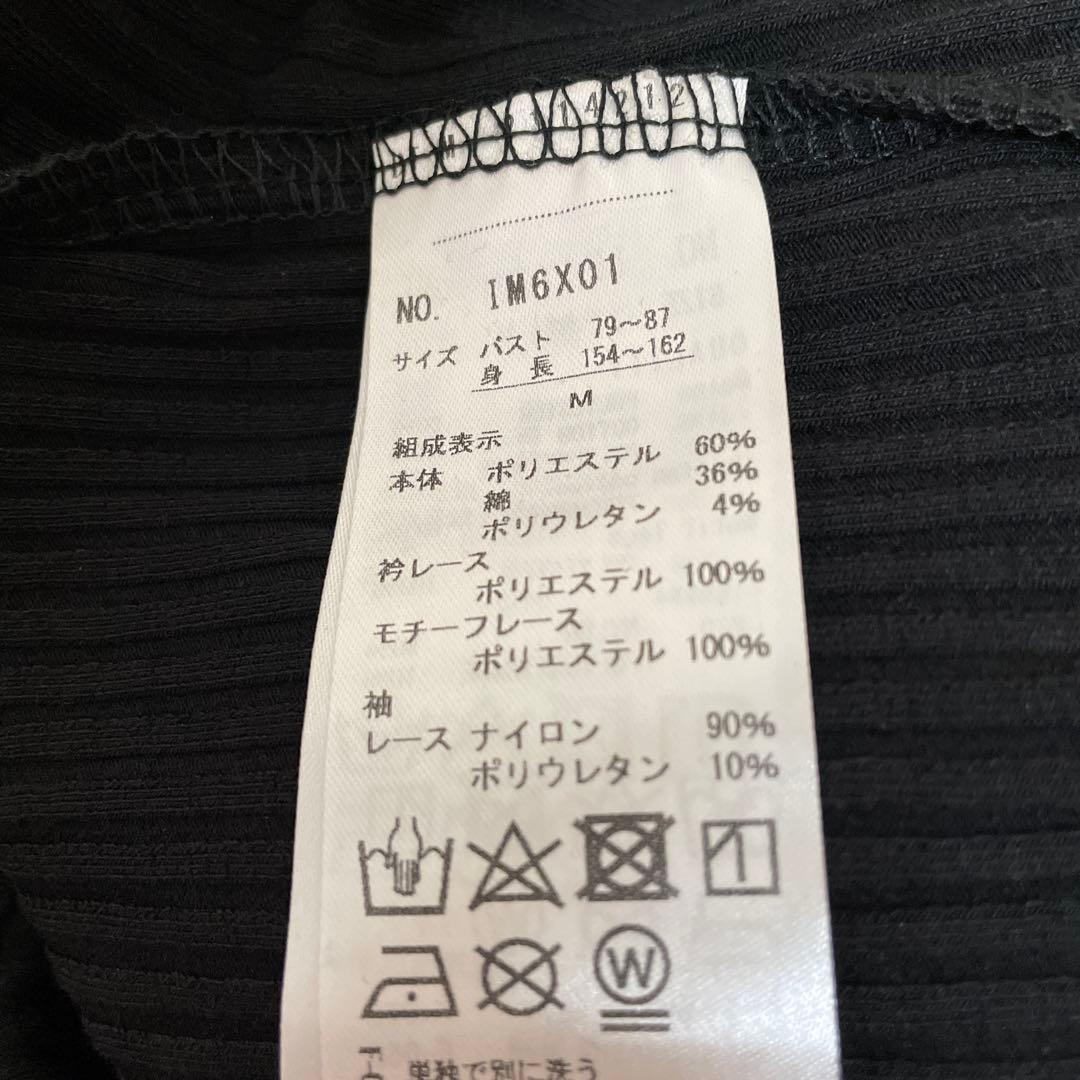 14212
NO. IM6X01
サイズ バスト 79～87
身長 154～162
M
組成表示
本体 ポリエステル 60%
綿 36%
ポリウレタン 4%
衿レース
ポリエステル 100%
モチーフレース
ポリエステル 100%
袖
レース ナイロン 90%
ポリウレタン 10%
W
単独で別に洗う